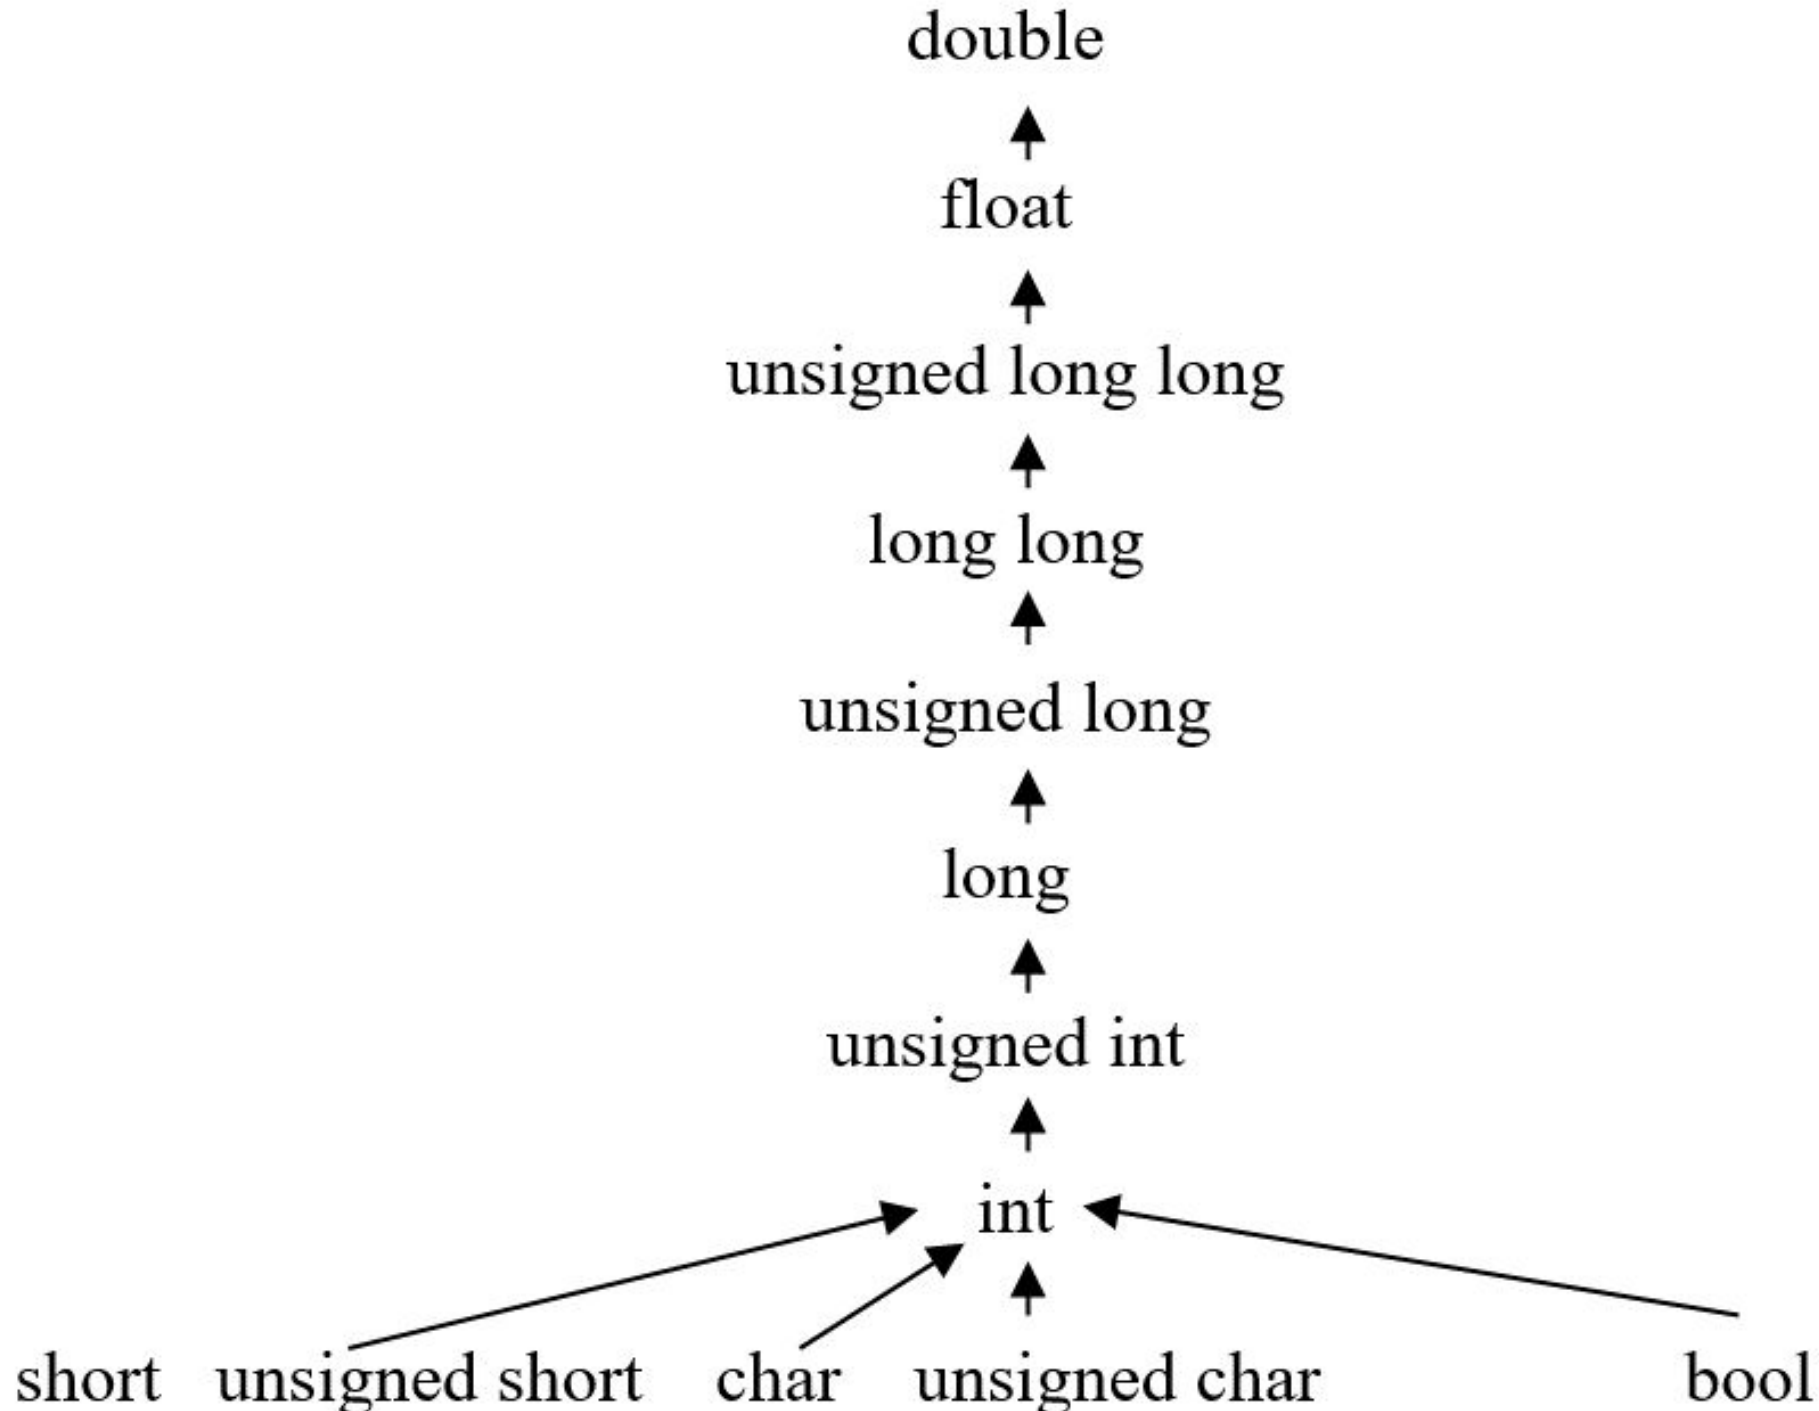 double
float
unsigned long long
long long
unsigned long
long
unsigned int
int
short unsigned short char unsigned char bool